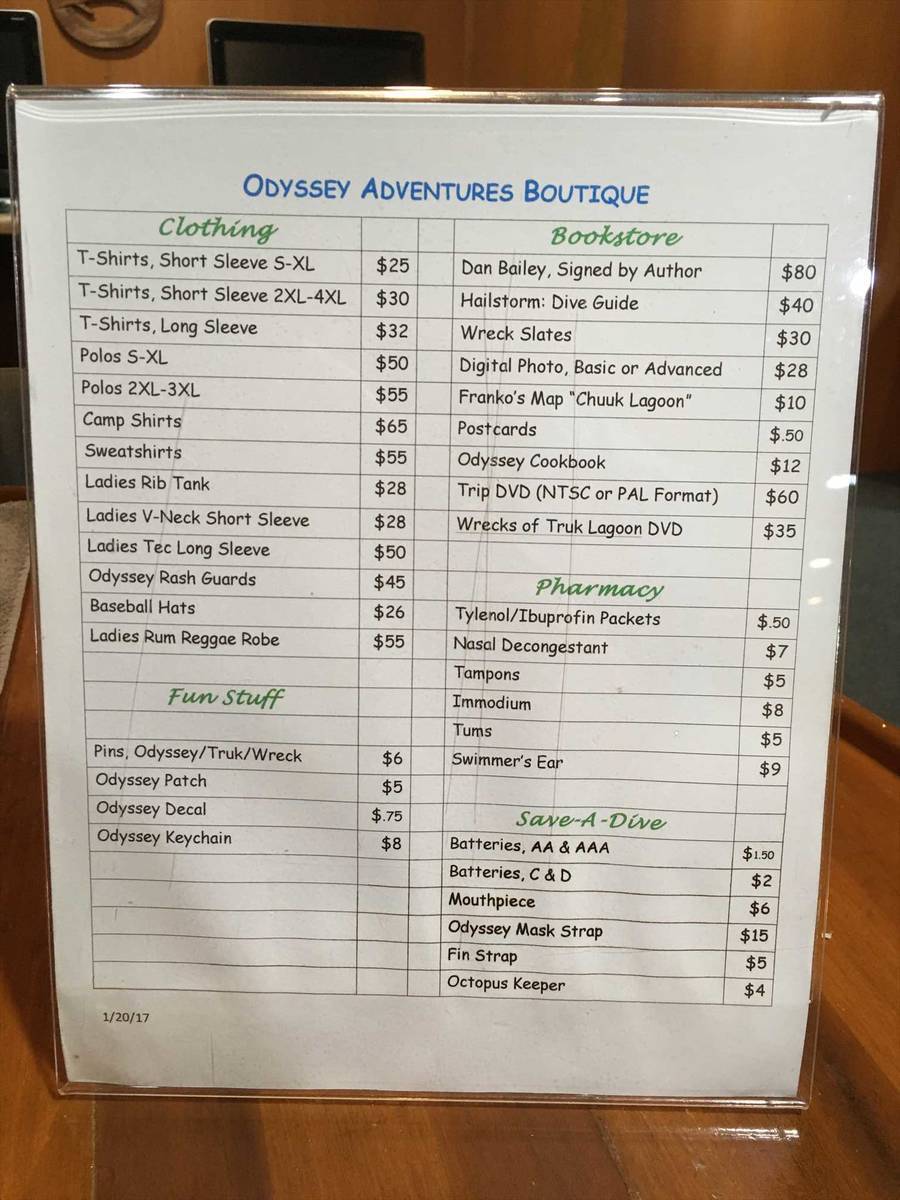 ODYSSEY ADVENTURES BOUTIQUE
Clothing
T-Shirts, Short Sleeve S-XL $25
T-Shirts, Short Sleeve 2XL-4XL $30
T-Shirts, Long Sleeve $32
Polos S-XL $50
Polos 2XL-3XL $55
Camp Shirts $65
Sweatshirts $55
Ladies Rib Tank $28
Ladies V-Neck Short Sleeve $28
Ladies Tec Long Sleeve $50
Odyssey Rash Guards $45
Baseball Hats $26
Ladies Rum Reggae Robe $55
Fun Stuff
Pins, Odyssey/Truk/Wreck $6
Odyssey Patch $5
Odyssey Decal $.75
Odyssey Keychain $8
Bookstore
Dan Bailey, Signed by Author $80
Hailstorm: Dive Guide $40
Wreck Slates $30
Digital Photo, Basic or Advanced $28
Franko's Map "Chuuk Lagoon" $10
Postcards $.50
Odyssey Cookbook $12
Trip DVD (NTSC or PAL Format) $60
Wrecks of Truk Lagoon DVD $35
Pharmacy
Tylenol/Ibuprofin Packets $.50
Nasal Decongestant $7
Tampons $5
Immodium $8
Tums $5
Swimmer's Ear $9
Save-A-Dive
Batteries, AA & AAA $1.50
Batteries, C & D $2
Mouthpiece $6
Odyssey Mask Strap $15
Fin Strap $5
Octopus Keeper $4
1/20/17